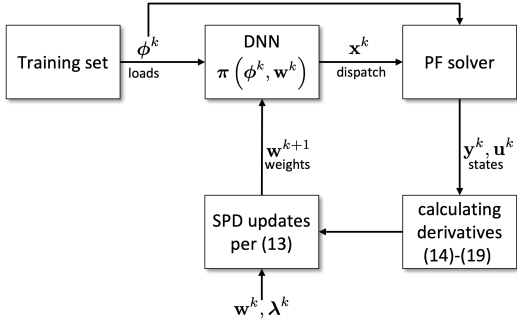 Training set
ϕ^k
loads
DNN
π(ϕ^k, w^k)
x^k
dispatch
PF solver
w^{k+1}
weights
y^k, u^k
states
SPD updates
per (13)
calculating
derivatives
(14)-(19)
w^k, λ^k